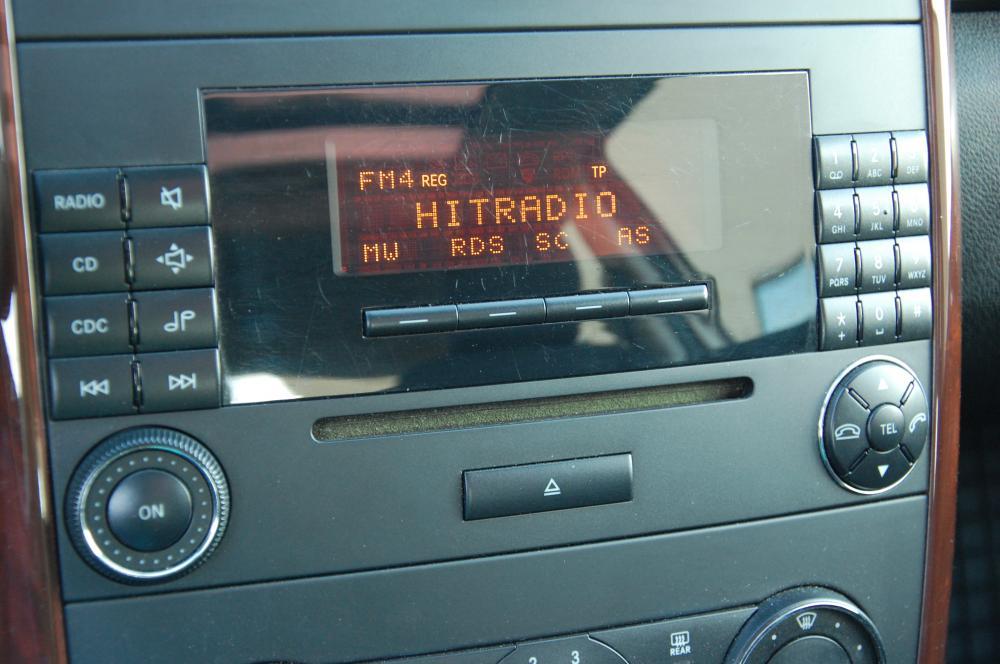 FM4 REG TP
HITRADIO
MW RDS SC AS
RADIO
CD
CDC
ON
1 2 ABC 3 DEF
4 GHI 5 JKL 6 MNO
7 PQRS 8 TUV 9 WXYZ
* + 0 #
TEL
2 3
REAR